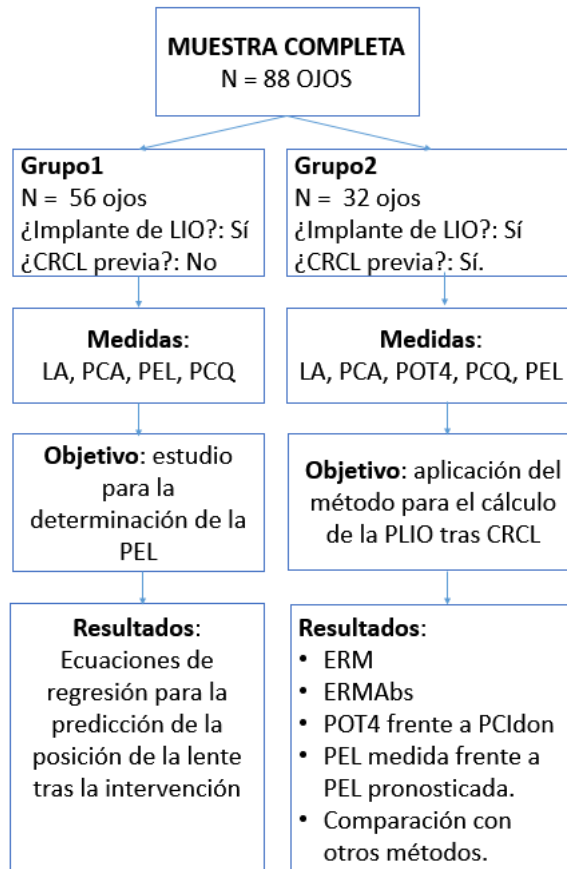 MUESTRA COMPLETA
N = 88 OJOS
Grupo1
N = 56 ojos
¿Implante de LIO?: Sí
¿CRCL previa?: No
Medidas:
LA, PCA, PEL, PCQ
Objetivo: estudio
para la
determinación de la
PEL
Resultados:
Ecuaciones de
regresión para la
predicción de la
posición de la lente
tras la intervención
Grupo2
N = 32 ojos
¿Implante de LIO?: Sí
¿CRCL previa?: Sí.
Medidas:
LA, PCA, POT4, PCQ, PEL
Objetivo: aplicación del
método para el cálculo
de la PLIO tras CRCL
Resultados:
• ERM
• ERMAbs
• POT4 frente a PCIdon
• PEL medida frente a
PEL pronosticada.
• Comparación con
otros métodos.